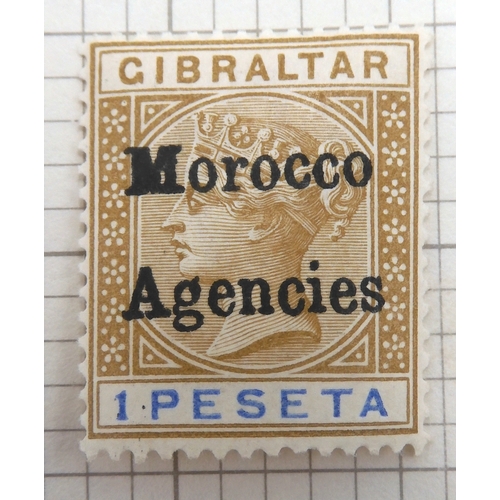 GIBRALTAR
Morocco
Agencies
1 PESETA